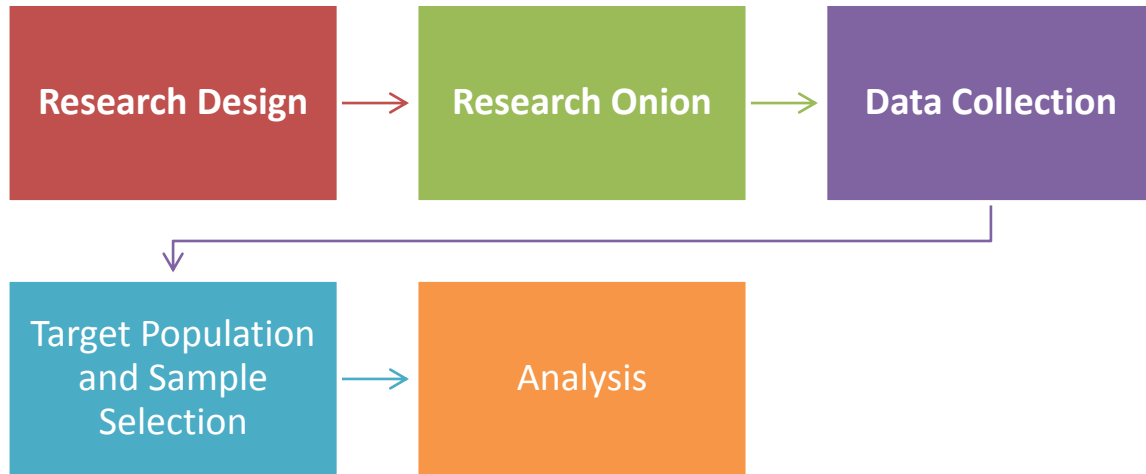 Research Design
Research Onion
Data Collection
Target Population
and Sample
Selection
Analysis